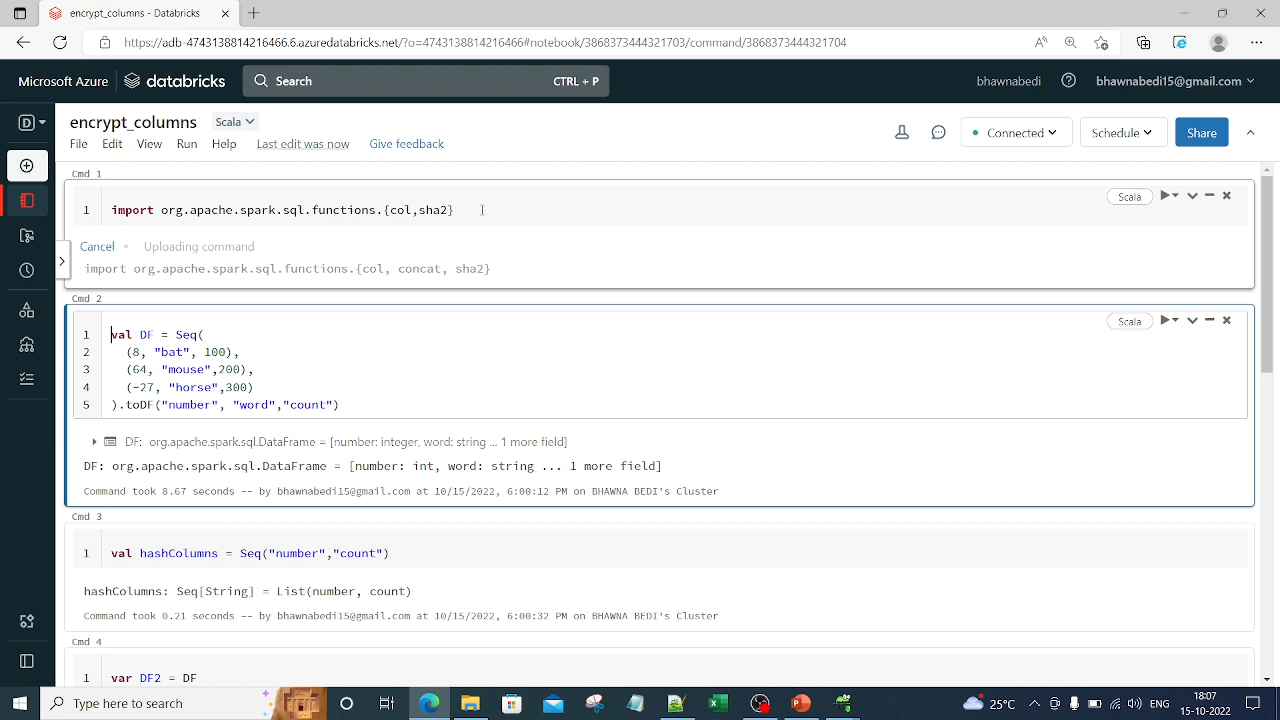 encrypt_columns - Databricks
https://adb-4743138814216466.6.azuredatabricks.net/?o=4743138814216466#notebook/3868373444321703/command/3868373444321704
Microsoft Azure databricks Search CTRL + P bhawnabedi bhawnabedi15@gmail.com
D encrypt_columns Scala
File Edit View Run Help Last edit was now Give feedback Connected Schedule Share
Cmd 1
1 import org.apache.spark.sql.functions.{col,sha2} Scala
Cancel Uploading command
import org.apache.spark.sql.functions.{col, concat, sha2}
Cmd 2
1 val DF = Seq( Scala
2 (8, "bat", 100),
3 (64, "mouse",200),
4 (-27, "horse",300)
5 ).toDF("number", "word","count")
DF: org.apache.spark.sql.DataFrame = [number: integer, word: string ... 1 more field]
DF: org.apache.spark.sql.DataFrame = [number: int, word: string ... 1 more field]
Command took 8.67 seconds -- by bhawnabedi15@gmail.com at 10/15/2022, 6:00:12 PM on BHAWNA BEDI's Cluster
Cmd 3
1 val hashColumns = Seq("number","count")
hashColumns: Seq[String] = List(number, count)
Command took 0.21 seconds -- by bhawnabedi15@gmail.com at 10/15/2022, 6:00:32 PM on BHAWNA BEDI's Cluster
Cmd 4
1 var DF2 = DF
Type here to search 25°C ENG 18:07
15-10-2022